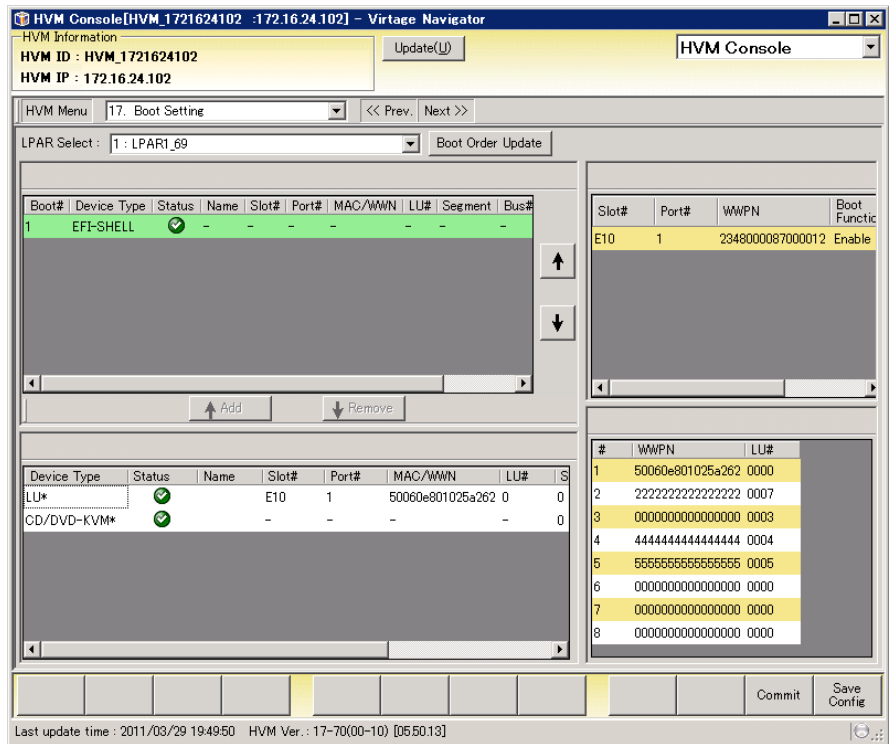 HVM Console[HVM_1721624102 :172.16.24.102] - Virtage Navigator
HVM Information
HVM ID : HVM_1721624102
HVM IP : 172.16.24.102
Update(U)
HVM Console
HVM Menu 17. Boot Setting << Prev. Next >>
LPAR Select : 1 : LPAR1_69 Boot Order Update
Boot# Device Type Status Name Slot# Port# MAC/WWN LU# Segment Bus#
1 EFI-SHELL - - - - - - -
Add Remove
Slot# Port# WWPN Boot Functic
E10 1 2348000087000012 Enable
Device Type Status Name Slot# Port# MAC/WWN LU# S
LU* E10 1 50060e801025a262 0 0
CD/DVD-KVM* - - - - 0
# WWPN LU#
1 50060e801025a262 0000
2 2222222222222222 0007
3 0000000000000000 0003
4 4444444444444444 0004
5 5555555555555555 0005
6 0000000000000000 0000
7 0000000000000000 0000
8 0000000000000000 0000
Commit Save Config
Last update time : 2011/03/29 19:49:50 HVM Ver. : 17-70(00-10) [05.50.13]